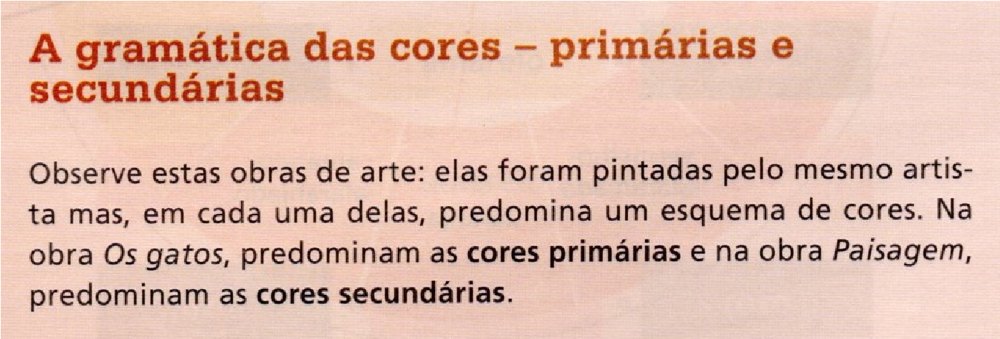 A gramática das cores – primárias e
secundárias
Observe estas obras de arte: elas foram pintadas pelo mesmo artis-
ta mas, em cada uma delas, predomina um esquema de cores. Na
obra Os gatos, predominam as cores primárias e na obra Paisagem,
predominam as cores secundárias.